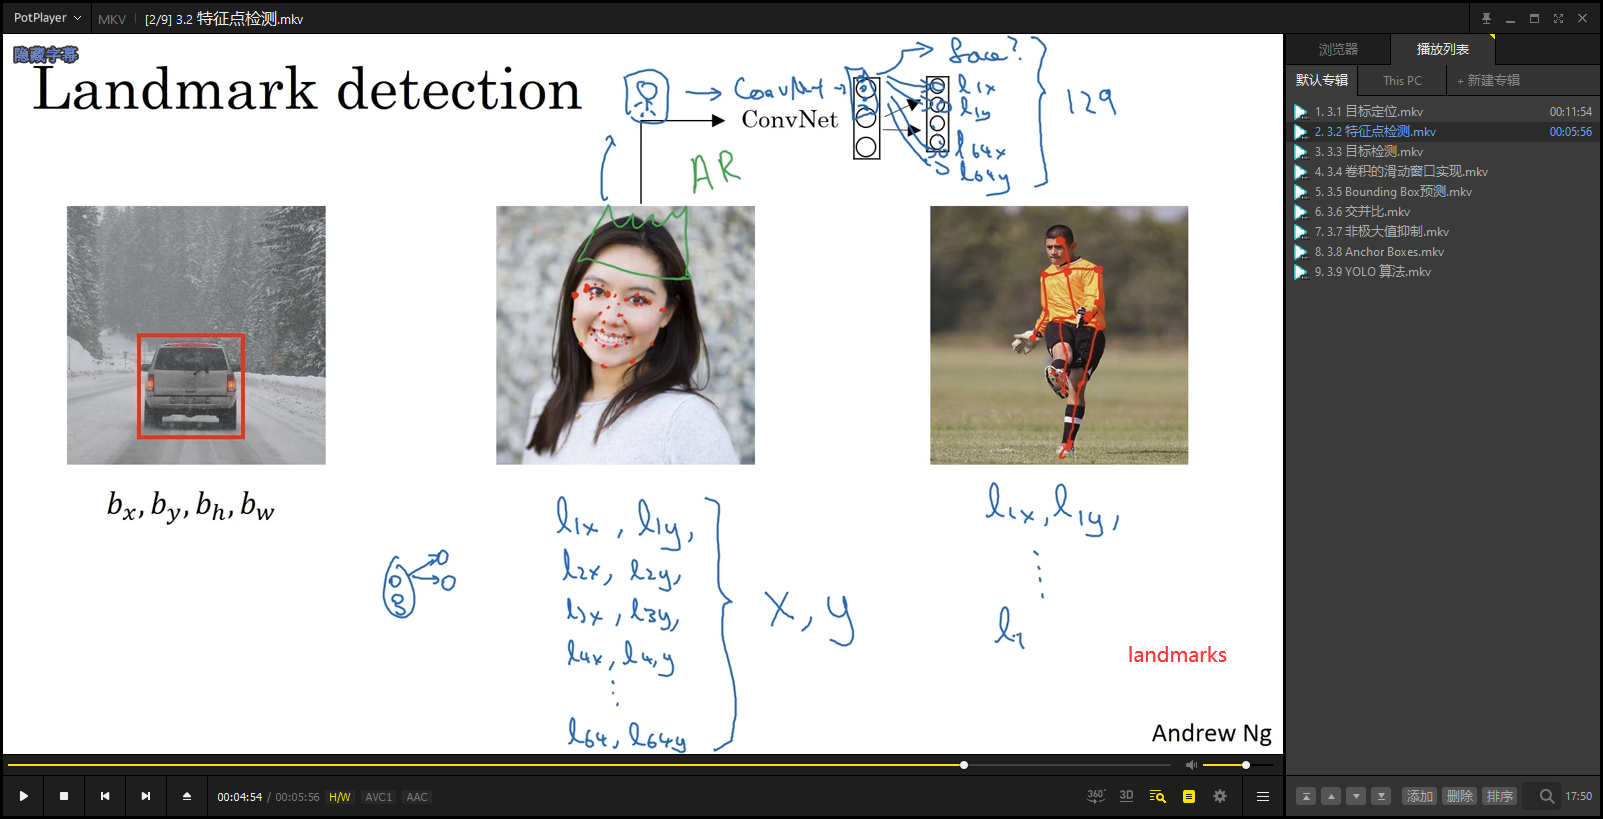 PotPlayer
MKV
[2/9] 3.2 特征点检测.mkv
隐藏字幕
Landmark detection
ConvNet →
face?
ConvNet
l1x
l1y
l64x
l64y
129
AR
bx, by, bh, bw
l1x, l1y,
l2x, l2y,
l3x, l3y,
l4x, l4,y
⋮
l64, l64y
x, y
l1x, l1y,
⋮
landmarks
Andrew Ng
浏览器
播放列表
默认专辑
This PC
+ 新建专辑
1. 3.1 目标定位.mkv 00:11:54
2. 3.2 特征点检测.mkv 00:05:56
3. 3.3 目标检测.mkv
4. 3.4 卷积的滑动窗口实现.mkv
5. 3.5 Bounding Box预测.mkv
6. 3.6 交并比.mkv
7. 3.7 非极大值抑制.mkv
8. 3.8 Anchor Boxes.mkv
9. 3.9 YOLO 算法.mkv
00:04:54 / 00:05:56 H/W AVC1 AAC
360° 3D
添加 删除 排序 17:50